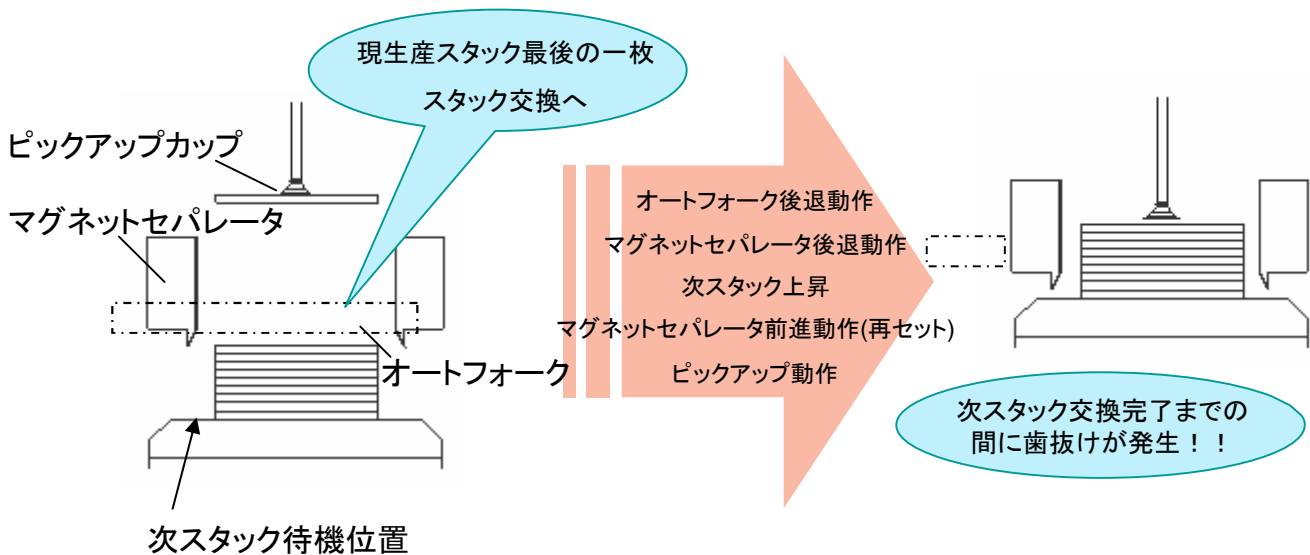 現生産スタック最後の一枚
スタック交換へ
ピックアップカップ
マグネットセパレータ
オートフォーク
次スタック待機位置
オートフォーク後退動作
マグネットセパレータ後退動作
次スタック上昇
マグネットセパレータ前進動作(再セット)
ピックアップ動作
次スタック交換完了までの
間に歯抜けが発生！！